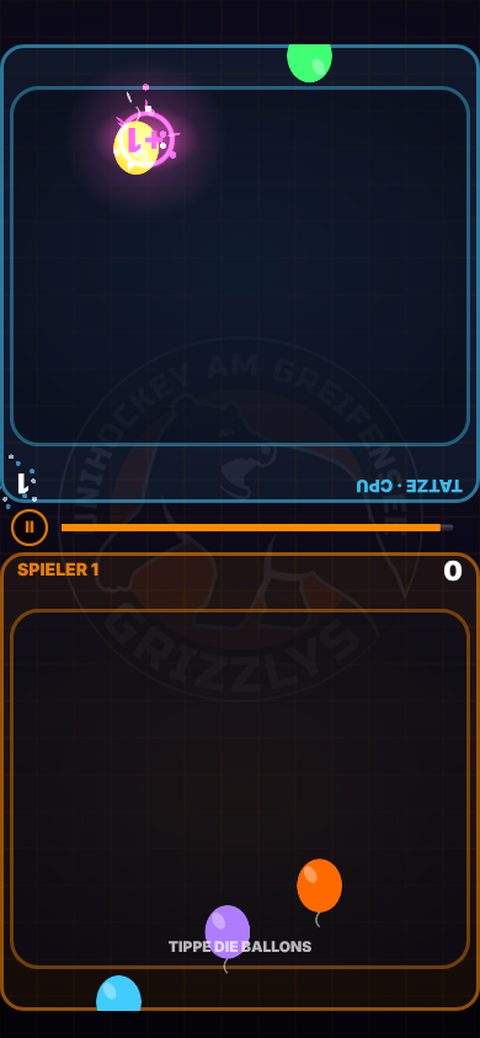 +1
UNIHOCKEY AM GREIFENSEE
1
TATZE · CPU
SPIELER 1
0
GRIZZLYS
TIPPE DIE BALLONS